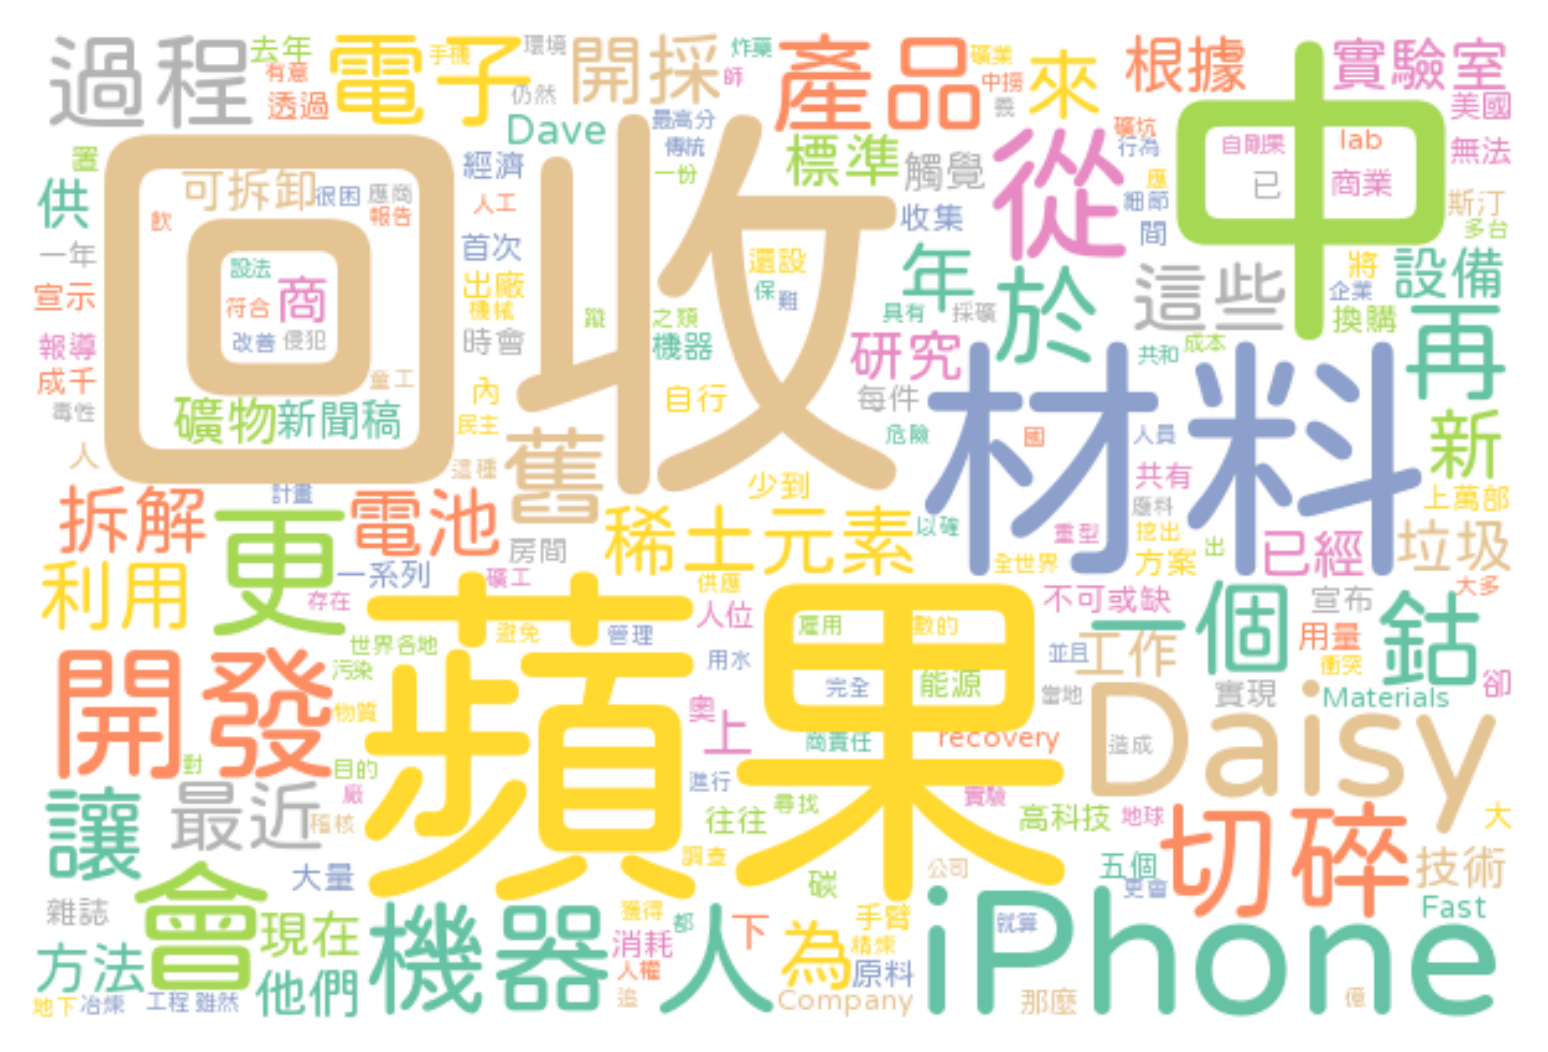 過程
去年
有意
透過
電子
手機
環境
仍然
開採
師
炸藥
產品
礦業
中撈
義
來
根據
實驗室
美國
無法
Dave
最高分
傳統
一份
標準
觸覺
礦坑
行為
從
應
細節
間
中
自剛果
lab
已
商業
斯汀
多台
置
供
一年
宣示
報導
成千
毒性
人
回收
可拆卸
很困
應商
報告
飲
設法
符合
商
改善
侵犯
童工
礦物
新聞稿
經濟
人工
首次
出廠
機械
時會
內
民主
這種
蹤
之類
機器
還設
保
難
自行
少到
收集
年
具有
採礦
於
研究
每件
危險
這些
共和
成本
將
企業
換購
設備
再
新
材料
國
人員
共有
廢料
上萬部
拆解
計畫
電池
舊
房間
稀土元素
以確
全世界
重型
挖出
方案
出
已經
垃圾
利用
更
一系列
存在
礦工
供應
人位
不可或缺
宣布
大多
世界各地
污染
蘋果
避免
管理
雇用
數的
用水
完全
能源
並且
工作
一個
用量
衝突
鈷
當地
實現
Materials
卻
開發
物質
目的
對
奧
上
商責任
recovery
造成
Daisy
進行
讓
最近
廠
稽核
往往
尋找
實驗
高科技
地球
切碎
大
調查
碳
公司
五個
更會
技術
雜誌
會
大量
現在
機器人
獲得
都
消耗
人權
追
下
為
手臂
精煉
原料
Company
iPhone
就算
那麼
Fast
億
方法
地下
冶煉
工程
雖然
他們